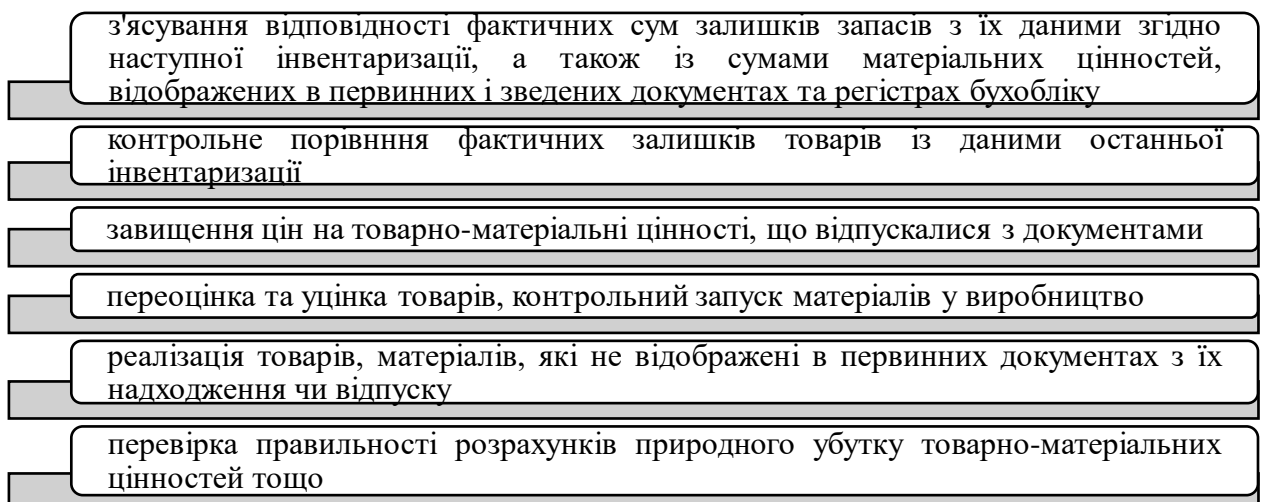 з'ясування відповідності фактичних сум залишків запасів з їх даними згідно
наступної інвентаризації, а також із сумами матеріальних цінностей,
відображених в первинних і зведених документах та регістрах бухобліку
контрольне порівнння фактичних залишків товарів із даними останньої
інвентаризації
завищення цін на товарно-матеріальні цінності, що відпускалися з документами
переоцінка та уцінка товарів, контрольний запуск матеріалів у виробництво
реалізація товарів, матеріалів, які не відображені в первинних документах з їх
надходження чи відпуску
перевірка правильності розрахунків природного убутку товарно-матеріальних
цінностей тощо